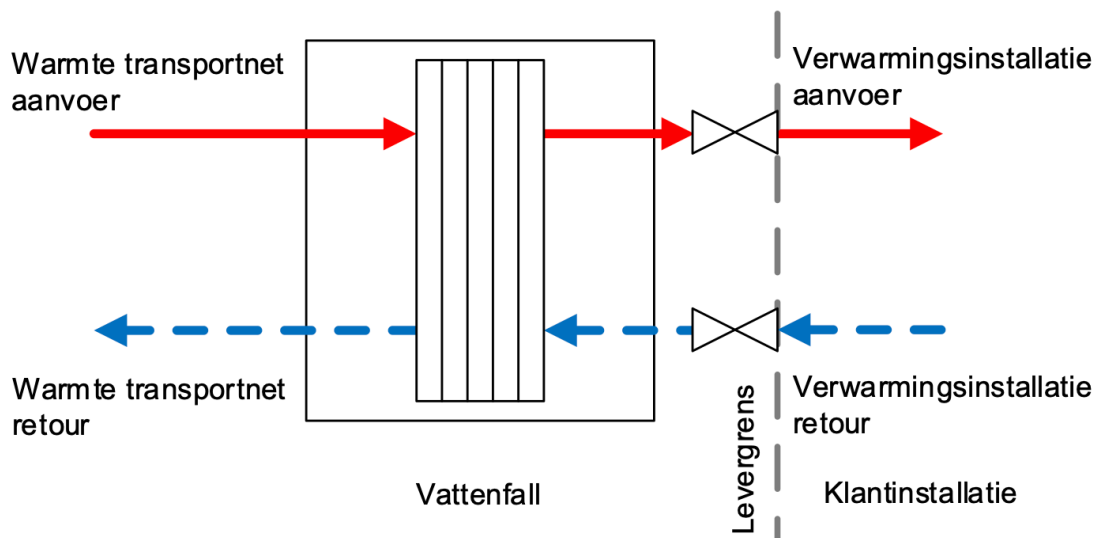 Warmte transportnet
aanvoer
Verwarmingsinstallatie
aanvoer
Warmte transportnet
retour
Verwarmingsinstallatie
retour
Levergrens
Vattenfall
Klantinstallatie